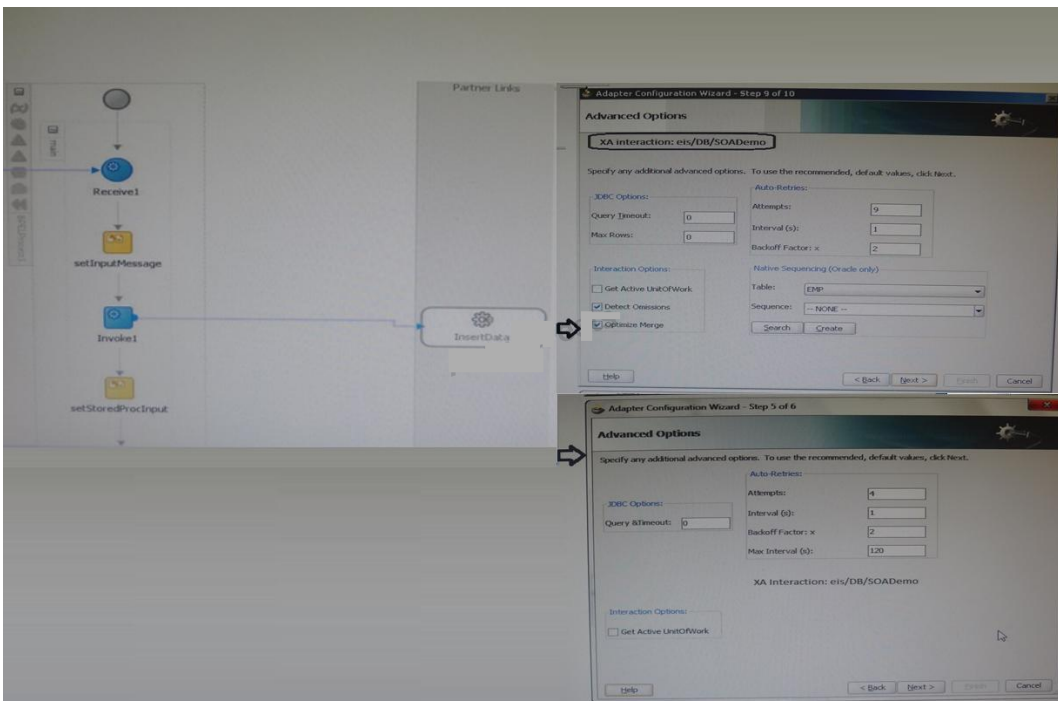 Partner Links
main
Receive1
setInputMessage
Invoke1
InsertData
setStoredProcInput
Adapter Configuration Wizard - Step 9 of 10
Advanced Options
XA interaction: eis/DB/SOADemo
Specify any additional advanced options. To use the recommended, default values, click Next.
JDBC Options:
Query Timeout: 0
Max Rows: 0
Auto-Retries:
Attempts: 9
Interval (s): 1
Backoff Factor: x 2
Interaction Options:
Get Active UnitOfWork
Detect Omissions
Optimize Merge
Native Sequencing (Oracle only)
Table: EMP
Sequence: -- NONE --
Search Create
Help < Back Next > Finish Cancel
Adapter Configuration Wizard - Step 5 of 6
Advanced Options
Specify any additional advanced options. To use the recommended, default values, click Next.
JDBC Options:
Query &Timeout: 0
Auto-Retries:
Attempts: 4
Interval (s): 1
Backoff Factor: x 2
Max Interval (s): 120
XA Interaction: eis/DB/SOADemo
Interaction Options:
Get Active UnitOfWork
Help < Back Next > Finish Cancel